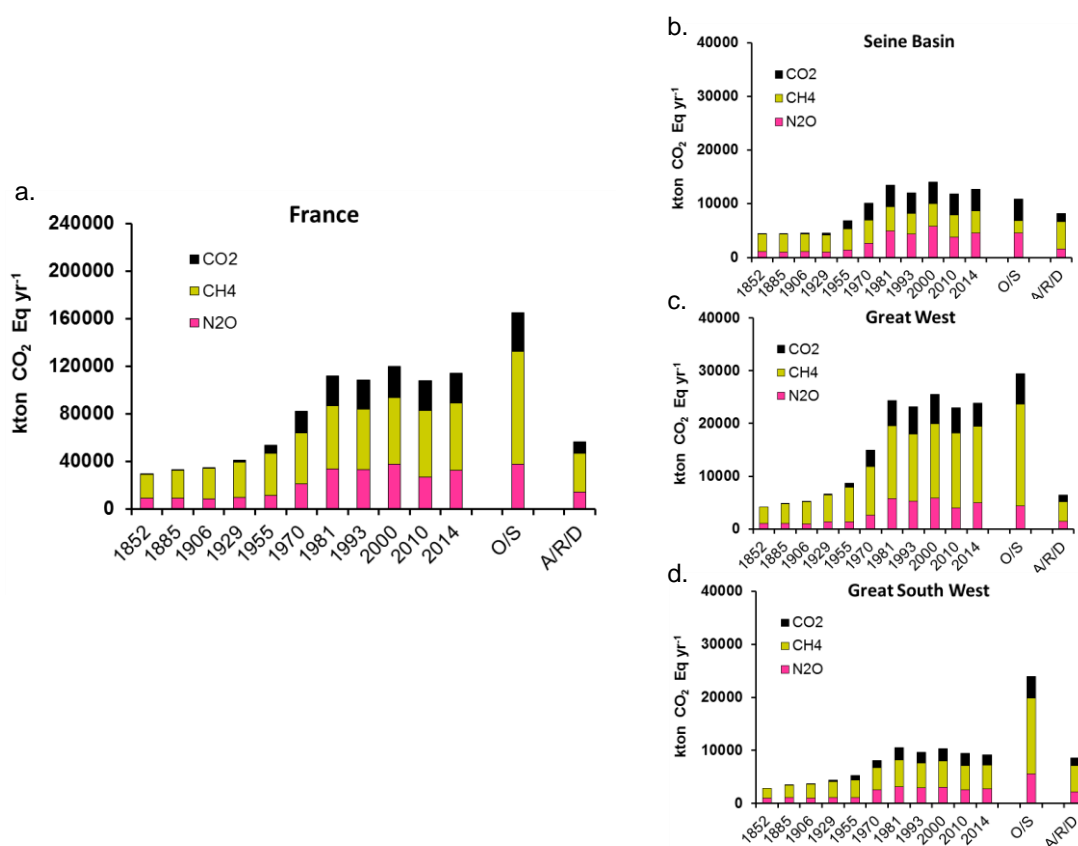 a.
France
240000
200000
160000
120000
80000
40000
0
kton CO₂ Eq yr⁻¹
CO2
CH4
N2O
1852
1885
1906
1929
1955
1970
1981
1993
2000
2010
2014
O/S
A/R/D
b.
Seine Basin
40000
30000
20000
10000
0
kton CO₂ Eq yr⁻¹
CO2
CH4
N2O
1852
1885
1906
1929
1955
1970
1981
1993
2000
2010
2014
O/S
A/R/D
c.
Great West
40000
30000
20000
10000
0
kton CO₂ Eq yr⁻¹
CO2
CH4
N2O
1852
1885
1906
1929
1955
1970
1981
1993
2000
2010
2014
O/S
A/R/D
d.
Great South West
40000
30000
20000
10000
0
kton CO₂ Eq yr⁻¹
CO2
CH4
N2O
1852
1885
1906
1929
1955
1970
1981
1993
2000
2010
2014
O/S
A/R/D